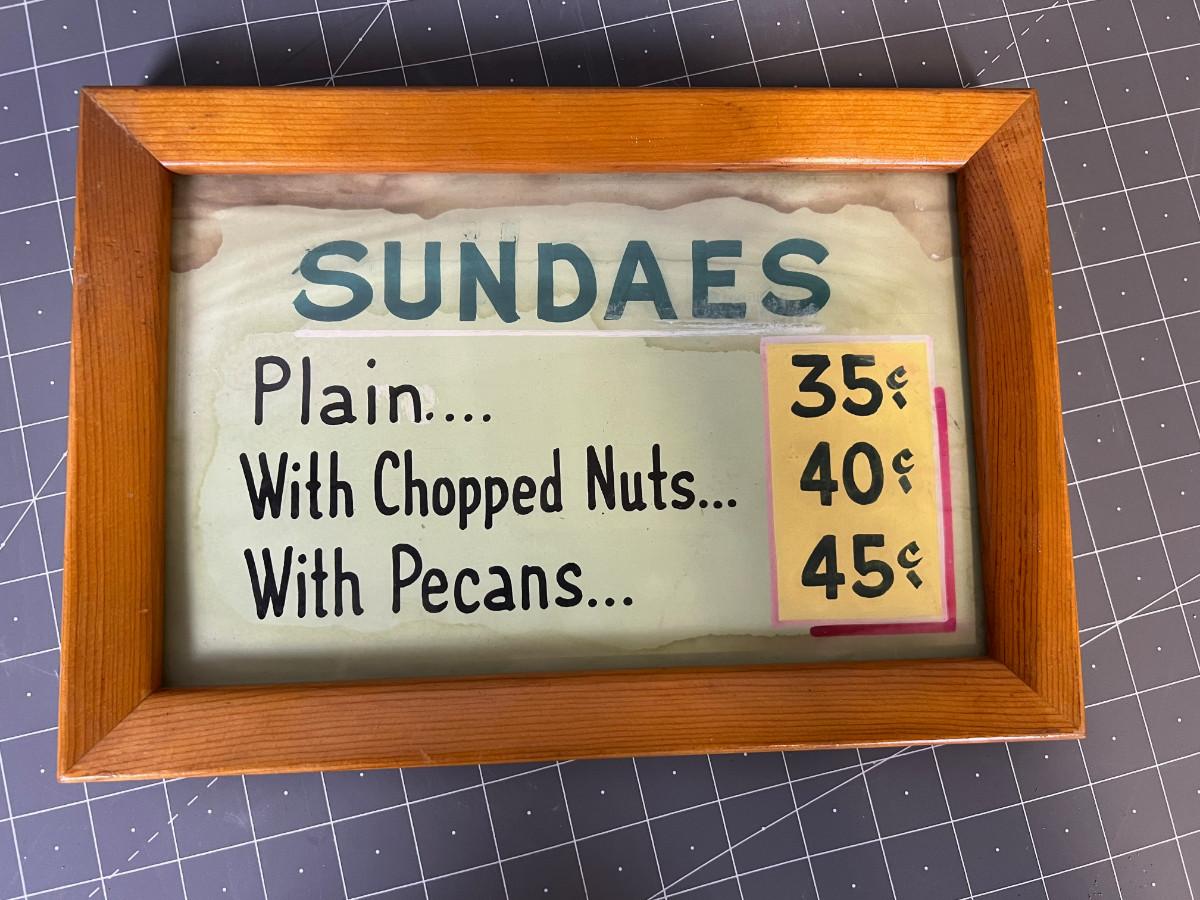 SUNDAES
Plain.... 35¢
With Chopped Nuts... 40¢
With Pecans... 45¢